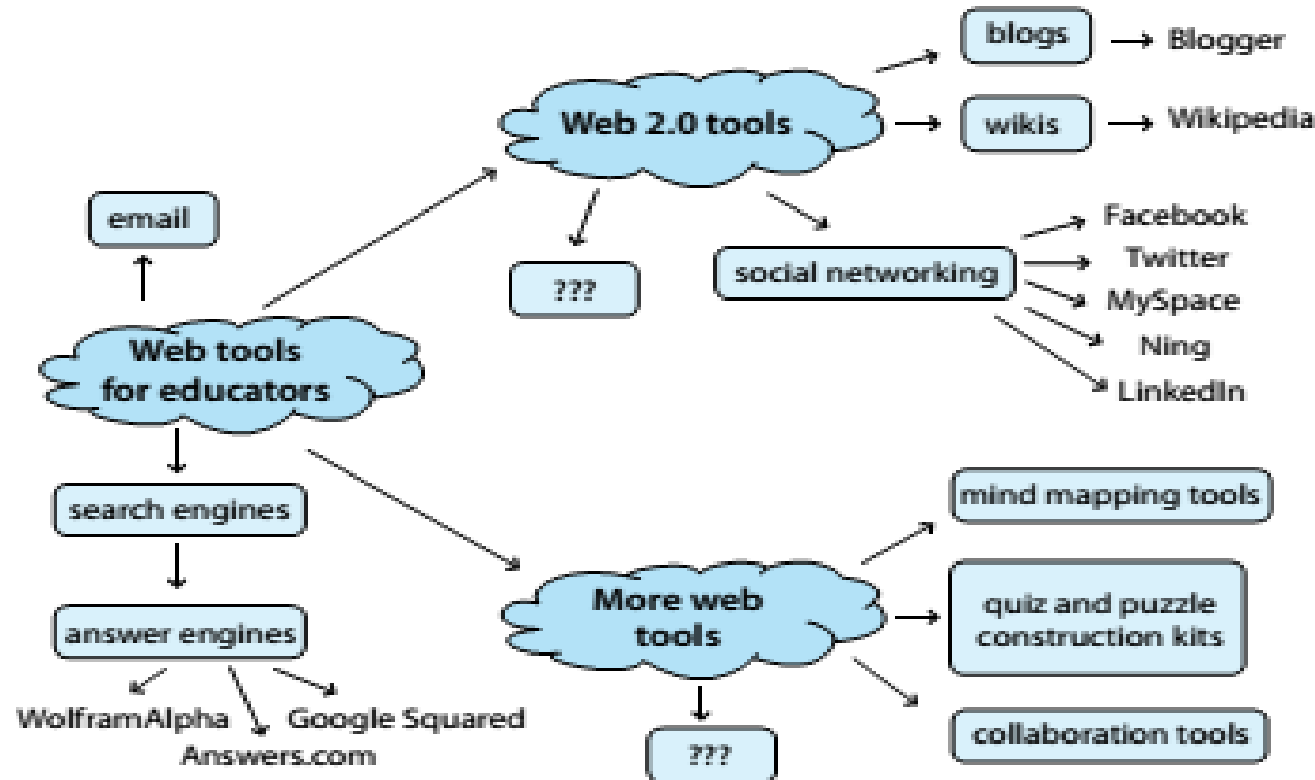 blogs
Blogger
Web 2.0 tools
wikis
Wikipedia
email
???
social networking
Facebook
Twitter
MySpace
Ning
LinkedIn
Web tools
for educators
search engines
answer engines
WolframAlpha
Google Squared
Answers.com
More web
tools
mind mapping tools
quiz and puzzle
construction kits
collaboration tools
???